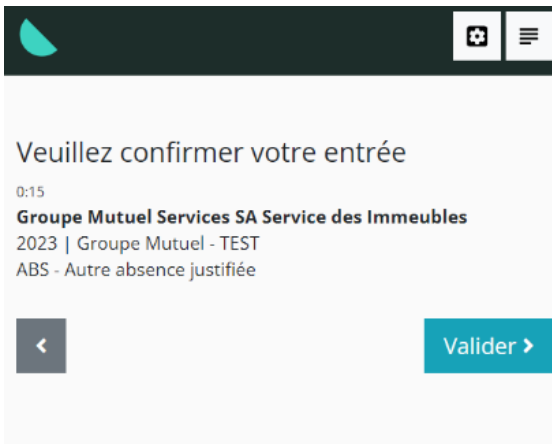 Veuillez confirmer votre entrée
0:15
Groupe Mutuel Services SA Service des Immeubles
2023 | Groupe Mutuel - TEST
ABS - Autre absence justifiée
Valider